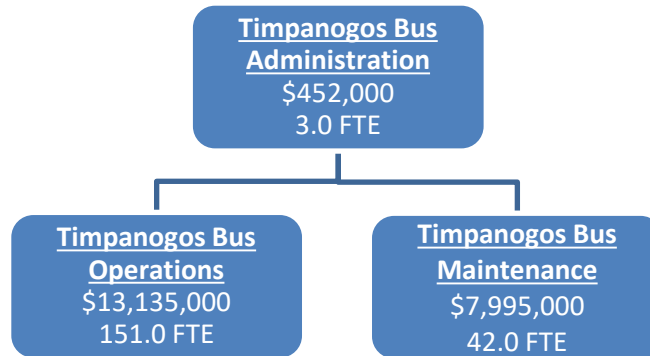 Timpanogos Bus
Administration
$452,000
3.0 FTE
Timpanogos Bus
Operations
$13,135,000
151.0 FTE
Timpanogos Bus
Maintenance
$7,995,000
42.0 FTE